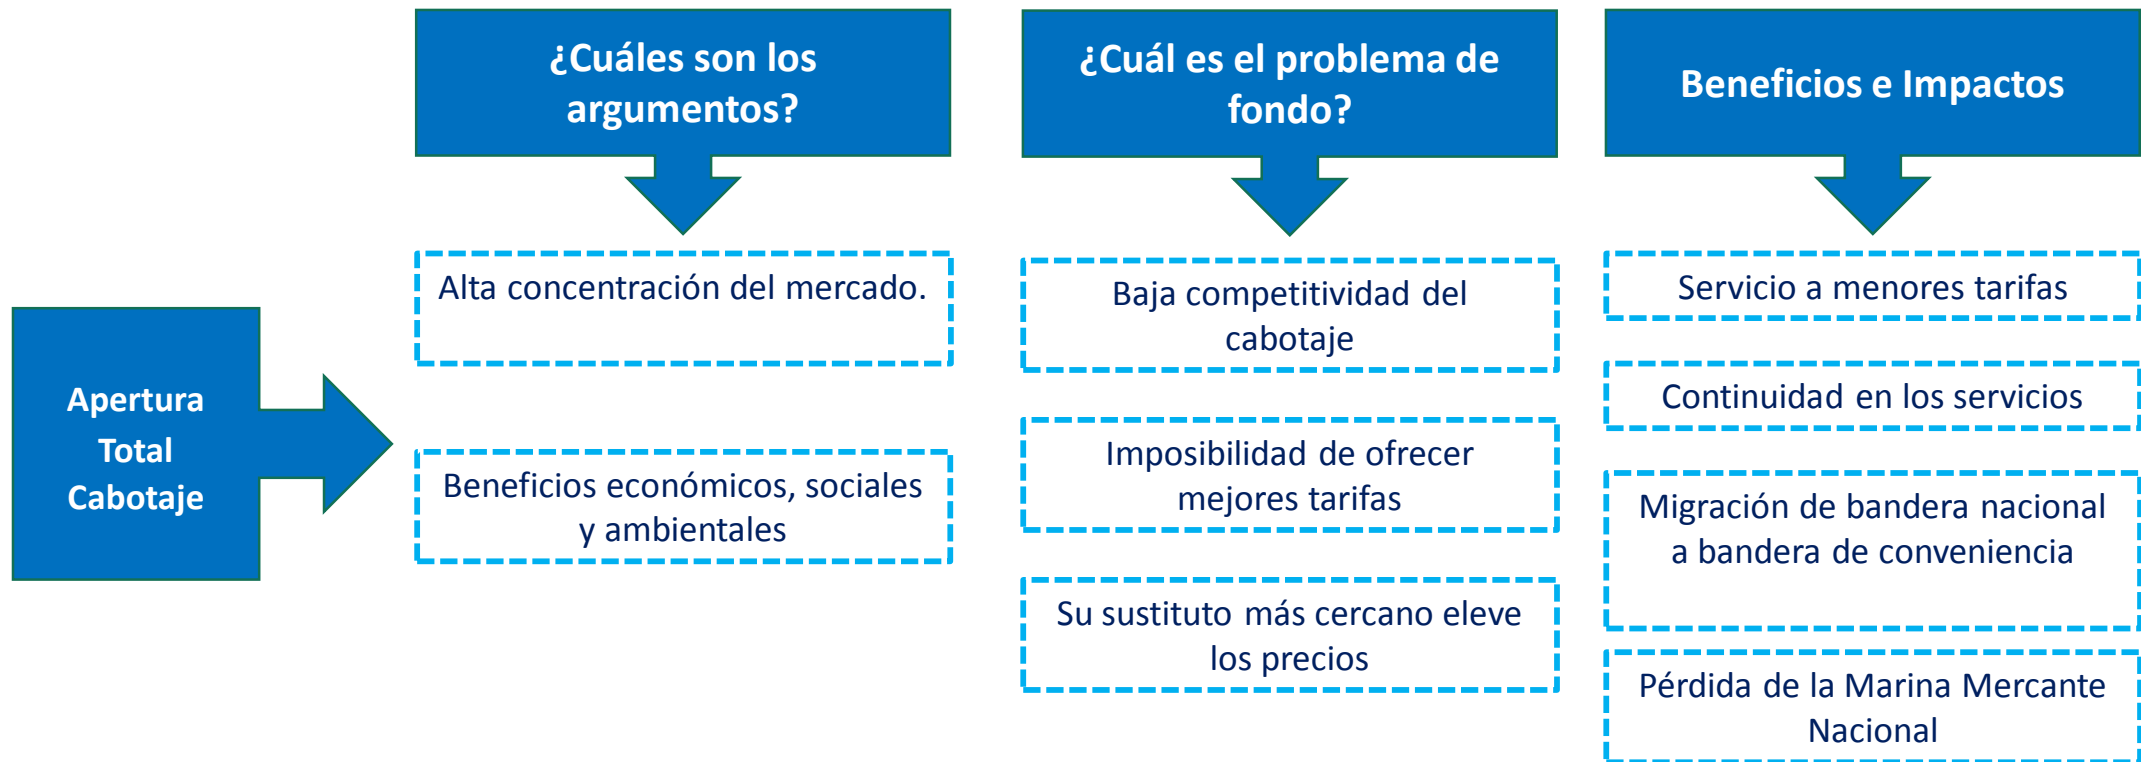 Apertura
Total
Cabotaje
¿Cuáles son los
argumentos?
Alta concentración del mercado.
Beneficios económicos, sociales
y ambientales
¿Cuál es el problema de
fondo?
Baja competitividad del
cabotaje
Imposibilidad de ofrecer
mejores tarifas
Su sustituto más cercano eleve
los precios
Beneficios e Impactos
Servicio a menores tarifas
Continuidad en los servicios
Migración de bandera nacional
a bandera de conveniencia
Pérdida de la Marina Mercante
Nacional